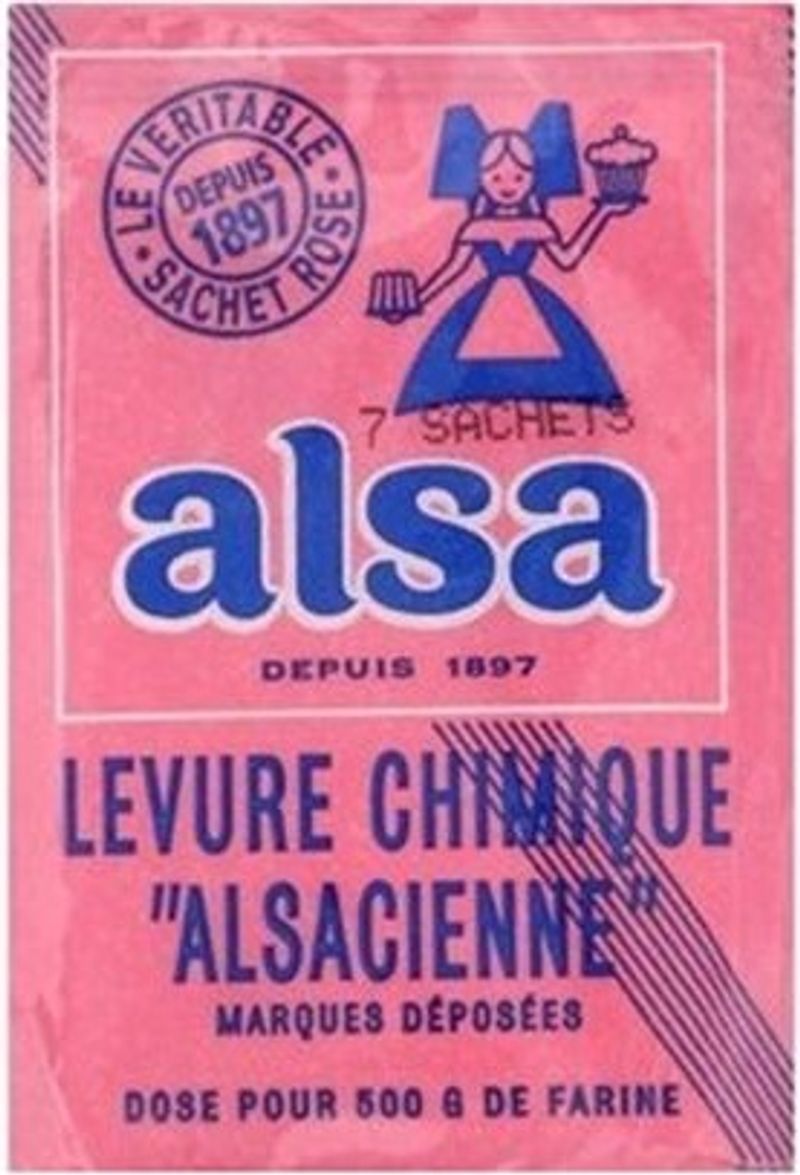 LE VERITABLE
DEPUIS
1897
• SACHET ROSE •
7 SACHETS
alsa
DEPUIS 1897
LEVURE CHIMIQUE
"ALSACIENNE"
MARQUES DÉPOSÉES
DOSE POUR 500 G DE FARINE